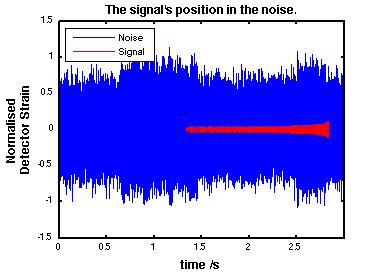 The signal's position in the noise.
1.5
1
0.5
0
-0.5
-1
-1.5
Normalised
Detector Strain
Noise
Signal
0
0.5
1
1.5
2
2.5
time /s